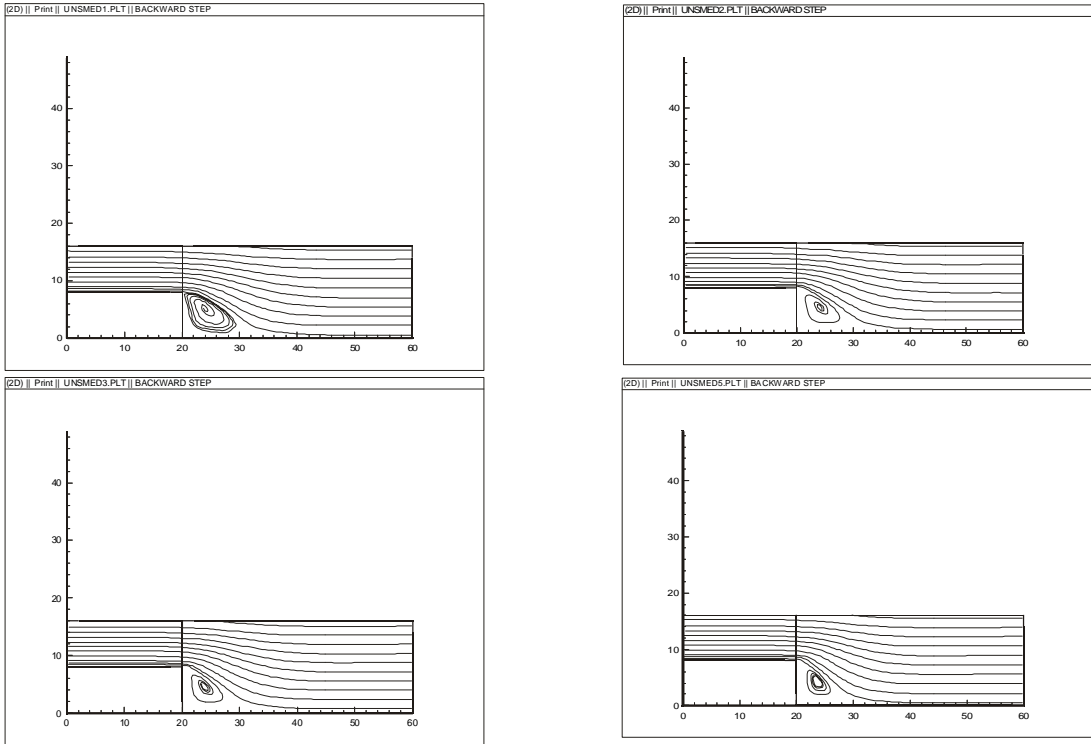 (2D) || Print || UNSMED1.PLT || BACKWARD STEP
40
30
20
10
0
0 10 20 30 40 50 60
(2D) || Print || UNSMED2.PLT || BACKWARD STEP
40
30
20
10
0
0 10 20 30 40 50 60
(2D) || Print || UNSMED3.PLT || BACKWARD STEP
40
30
20
10
0
0 10 20 30 40 50 60
(2D) || Print || UNSMED5.PLT || BACKWARD STEP
40
30
20
10
0
0 10 20 30 40 50 60